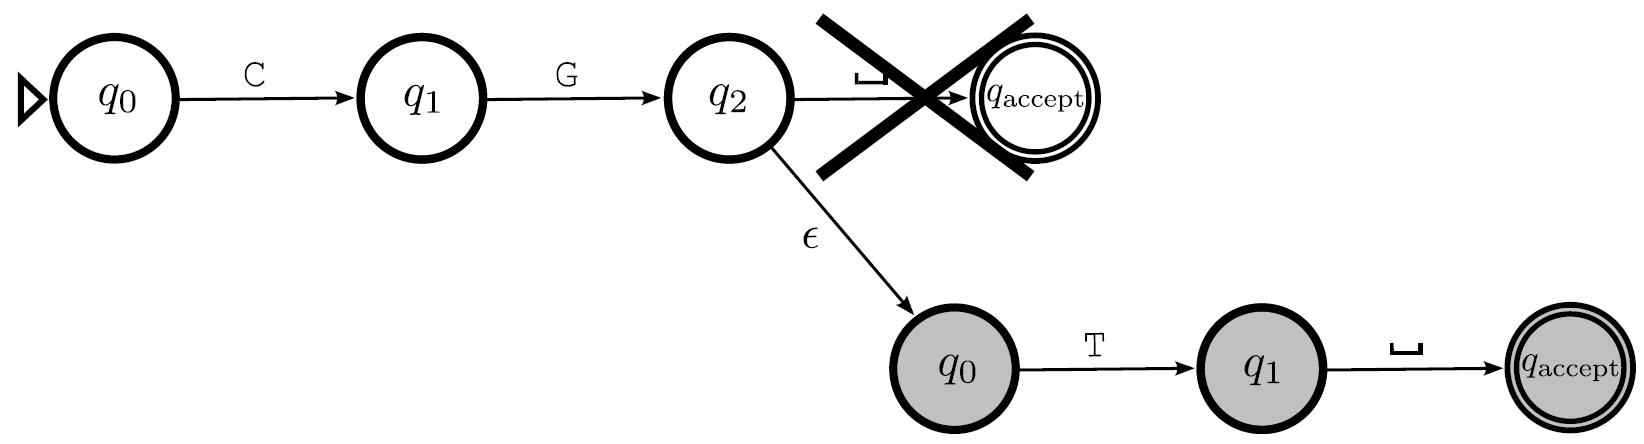 C G ␣
q0 q1 q2 qaccept
ϵ
T ␣
q0 q1 qaccept